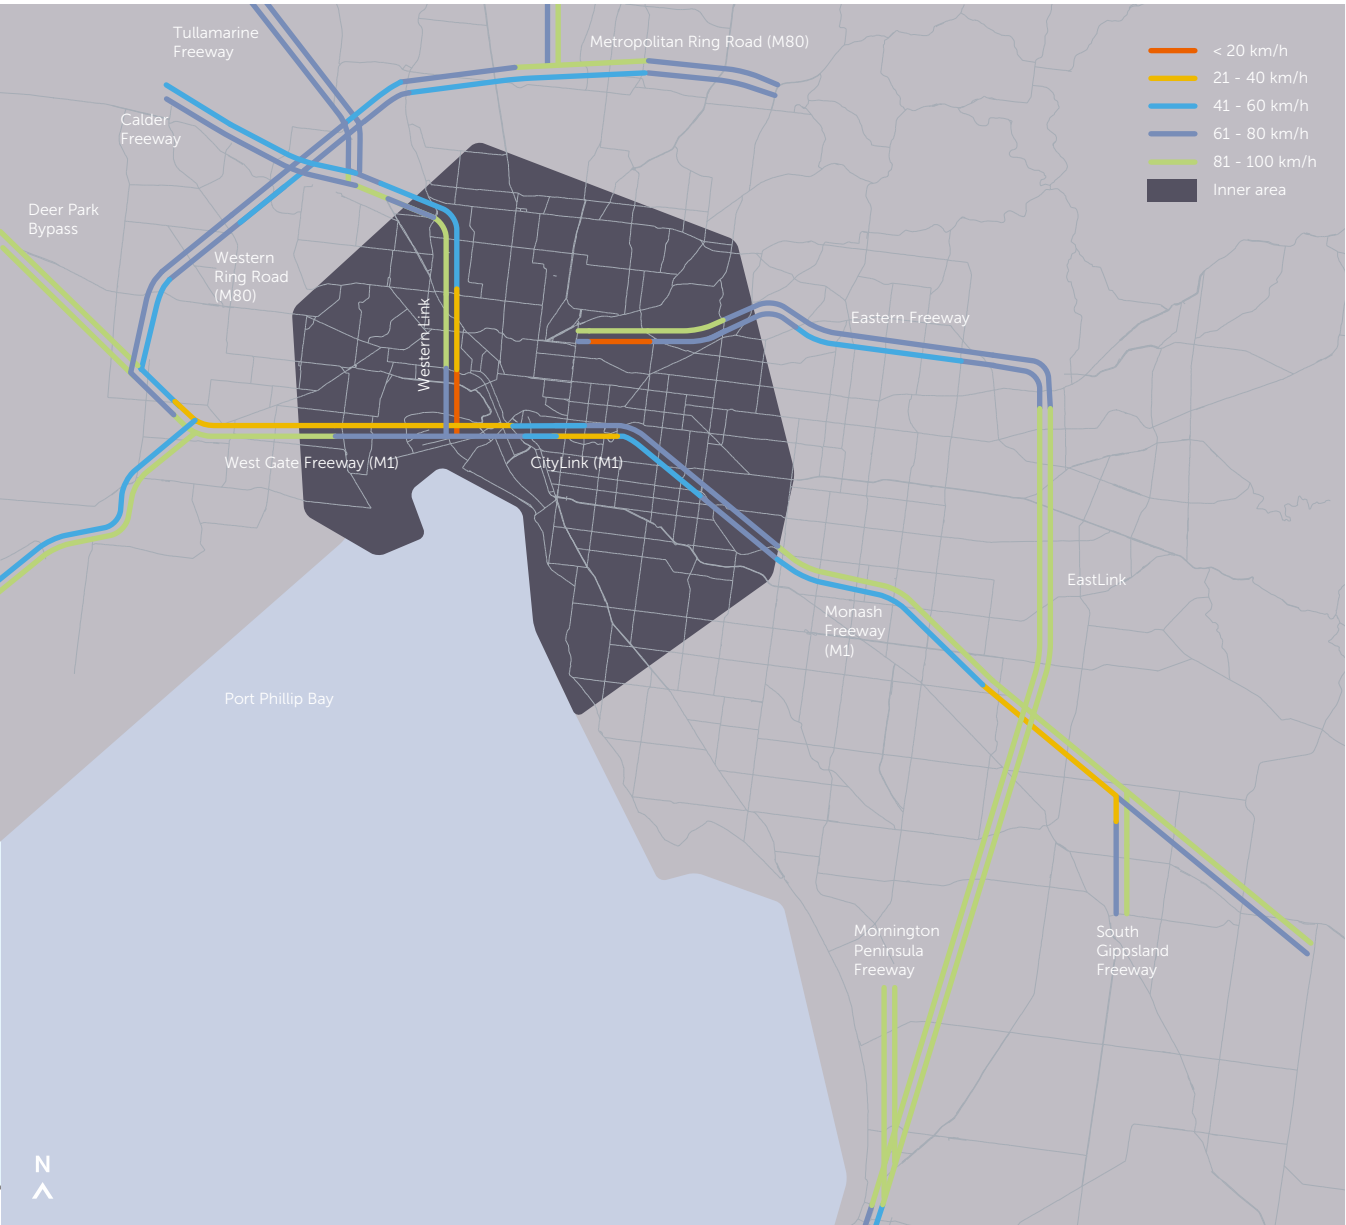 Tullamarine
Freeway
Metropolitan Ring Road (M80)
< 20 km/h
21 - 40 km/h
41 - 60 km/h
61 - 80 km/h
81 - 100 km/h
Inner area
Calder
Freeway
Deer Park
Bypass
Western
Ring Road
(M80)
Western Link
Eastern Freeway
West Gate Freeway (M1)
CityLink (M1)
EastLink
Monash
Freeway
(M1)
Port Phillip Bay
Mornington
Peninsula
Freeway
South
Gippsland
Freeway
N